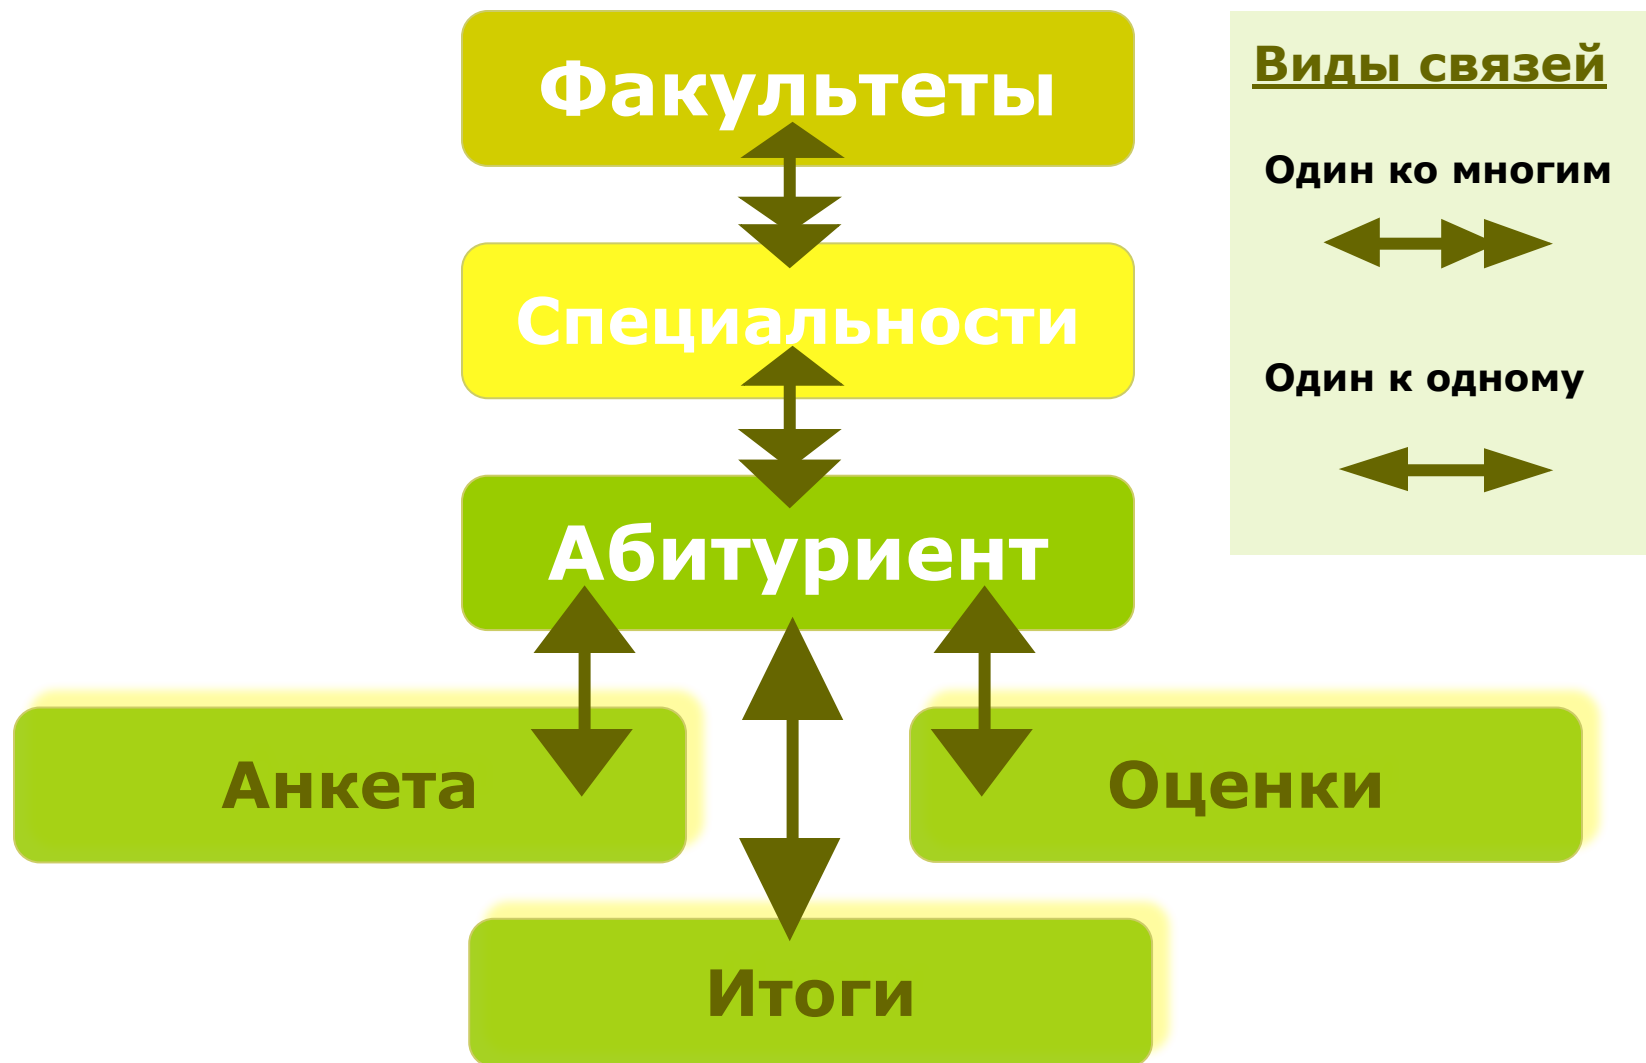 Факультеты
Виды связей
Один ко многим
Специальности
Один к одному
Абитуриент
Анкета
Оценки
Итоги